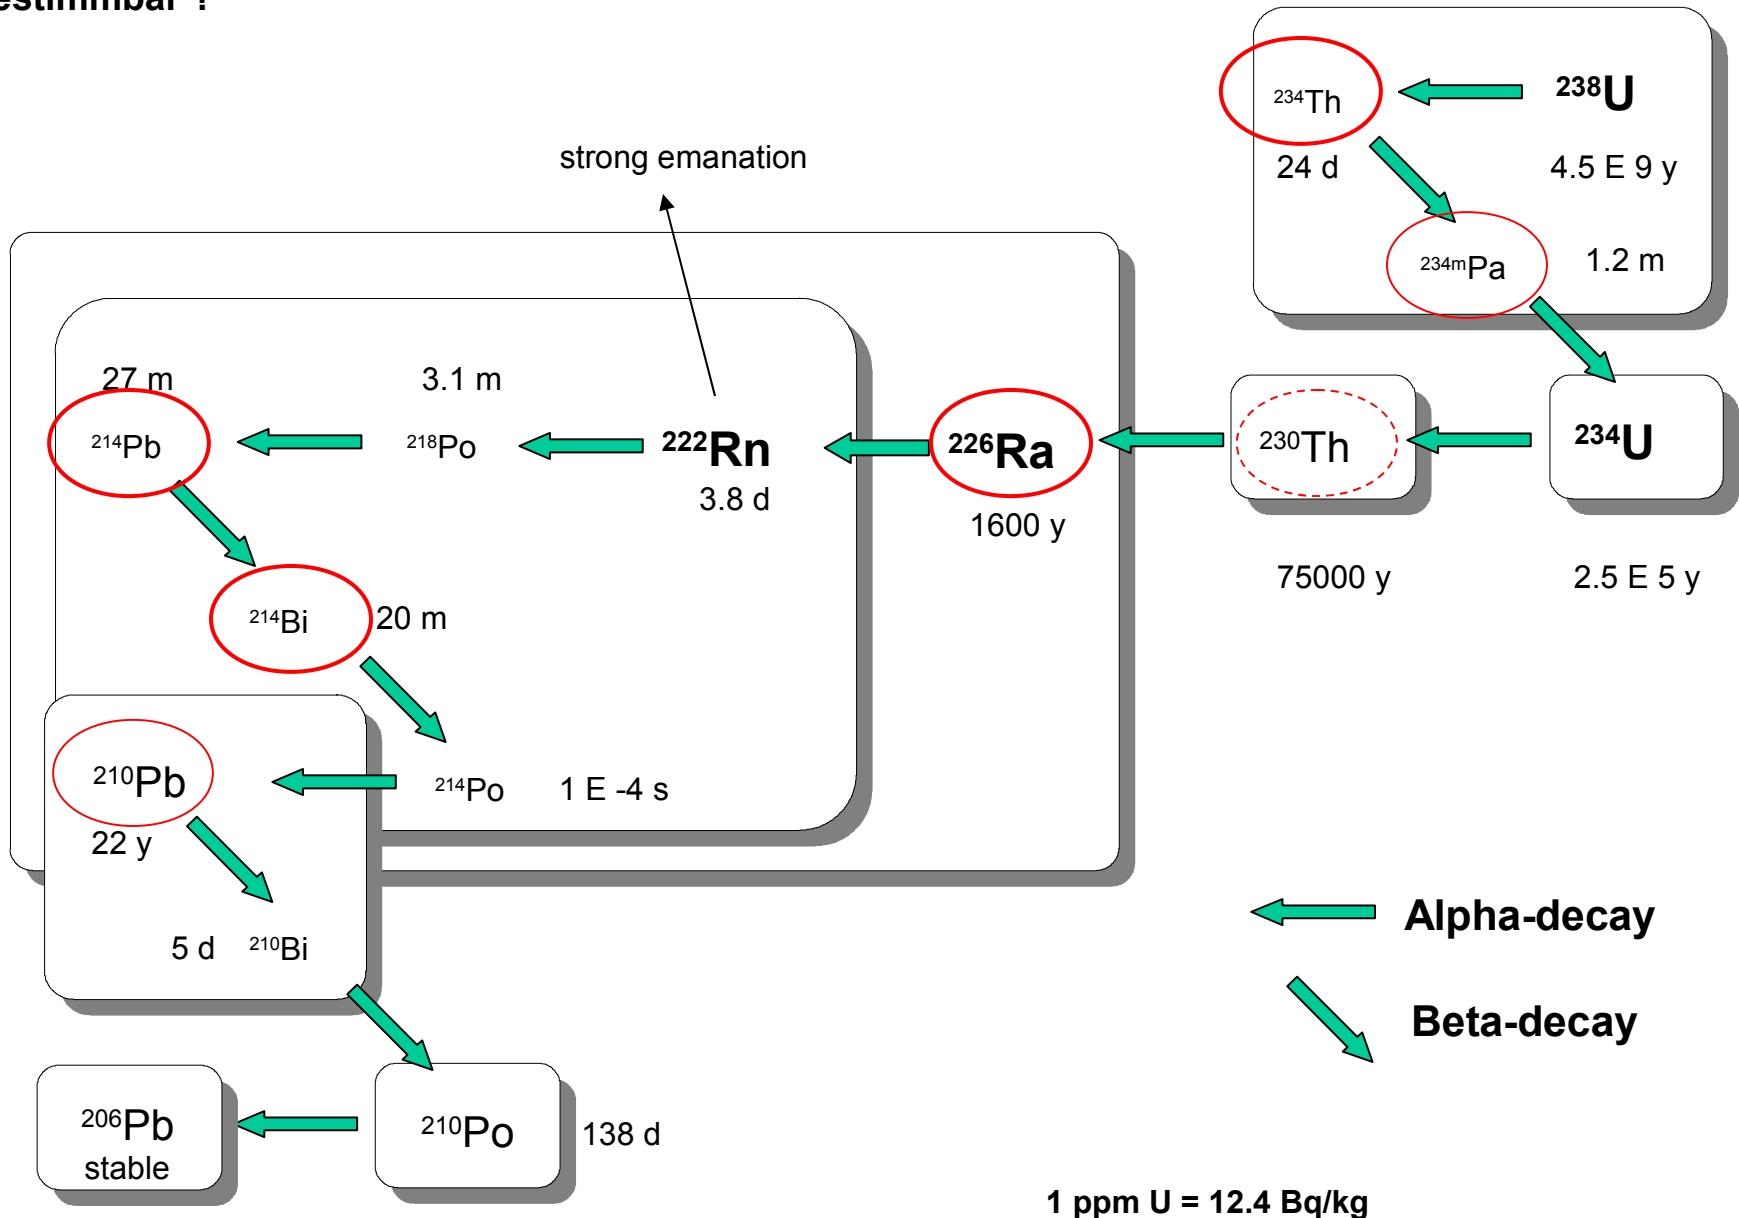 ²³⁴Th
²³⁸U
24 d
4.5 E 9 y
strong emanation
²³⁴ᵐPa
1.2 m
27 m
3.1 m
²¹⁴Pb
²¹⁸Po
²²²Rn
²²⁶Ra
²³⁰Th
²³⁴U
3.8 d
1600 y
75000 y
2.5 E 5 y
²¹⁴Bi
20 m
²¹⁰Pb
²¹⁴Po
1 E -4 s
22 y
5 d
²¹⁰Bi
Alpha-decay
Beta-decay
²⁰⁶Pb
stable
²¹⁰Po
138 d
1 ppm U = 12.4 Bq/kg